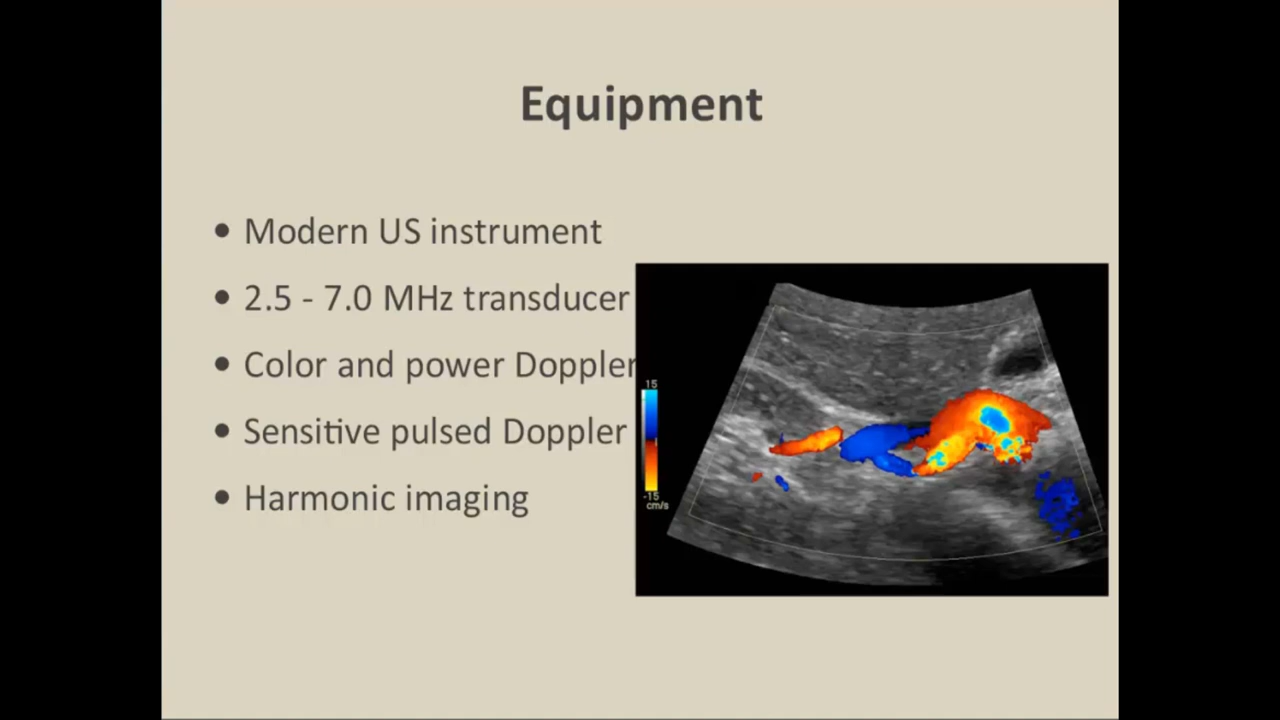 Equipment
• Modern US instrument
• 2.5 - 7.0 MHz transducer
• Color and power Doppler
• Sensitive pulsed Doppler
• Harmonic imaging
15
-15
cm/s